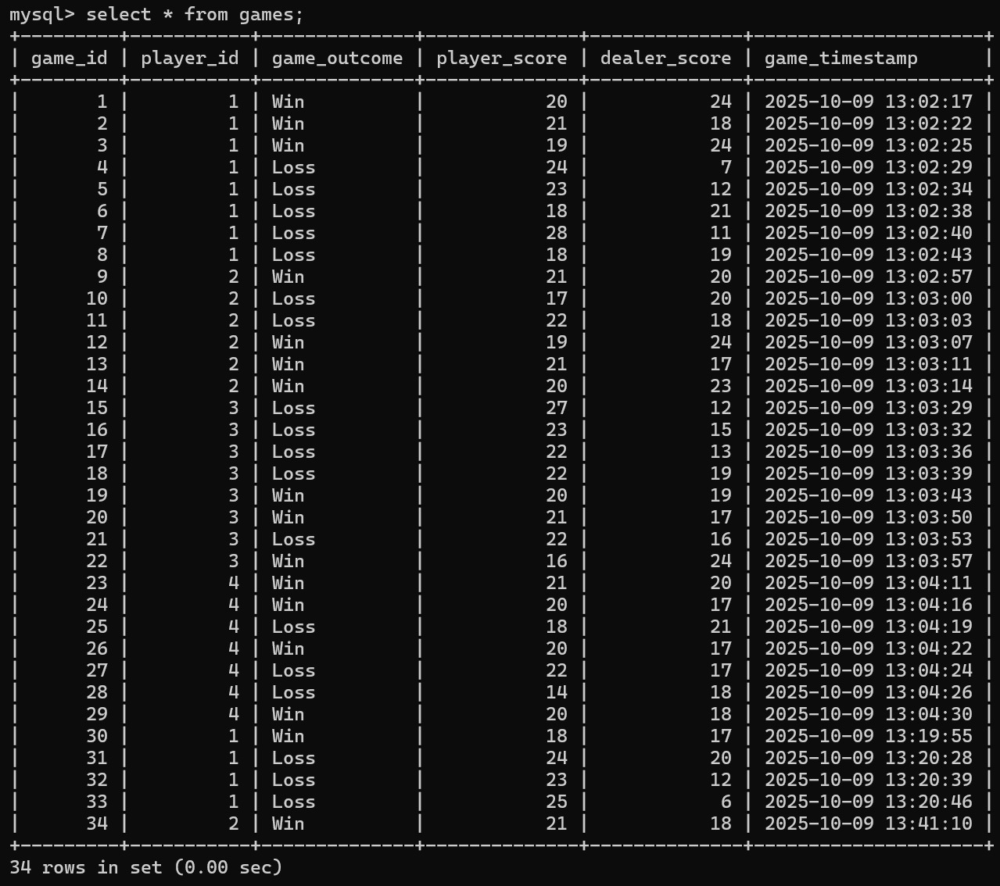 mysql> select * from games;
+---------+-----------+--------------+--------------+--------------+---------------------+
| game_id | player_id | game_outcome | player_score | dealer_score | game_timestamp      |
+---------+-----------+--------------+--------------+--------------+---------------------+
|       1 |         1 | Win          |           20 |           24 | 2025-10-09 13:02:17 |
|       2 |         1 | Win          |           21 |           18 | 2025-10-09 13:02:22 |
|       3 |         1 | Win          |           19 |           24 | 2025-10-09 13:02:25 |
|       4 |         1 | Loss         |           24 |            7 | 2025-10-09 13:02:29 |
|       5 |         1 | Loss         |           23 |           12 | 2025-10-09 13:02:34 |
|       6 |         1 | Loss         |           18 |           21 | 2025-10-09 13:02:38 |
|       7 |         1 | Loss         |           28 |           11 | 2025-10-09 13:02:40 |
|       8 |         1 | Loss         |           18 |           19 | 2025-10-09 13:02:43 |
|       9 |         2 | Win          |           21 |           20 | 2025-10-09 13:02:57 |
|      10 |         2 | Loss         |           17 |           20 | 2025-10-09 13:03:00 |
|      11 |         2 | Loss         |           22 |           18 | 2025-10-09 13:03:03 |
|      12 |         2 | Win          |           19 |           24 | 2025-10-09 13:03:07 |
|      13 |         2 | Win          |           21 |           17 | 2025-10-09 13:03:11 |
|      14 |         2 | Win          |           20 |           23 | 2025-10-09 13:03:14 |
|      15 |         3 | Loss         |           27 |           12 | 2025-10-09 13:03:29 |
|      16 |         3 | Loss         |           23 |           15 | 2025-10-09 13:03:32 |
|      17 |         3 | Loss         |           22 |           13 | 2025-10-09 13:03:36 |
|      18 |         3 | Loss         |           22 |           19 | 2025-10-09 13:03:39 |
|      19 |         3 | Win          |           20 |           19 | 2025-10-09 13:03:43 |
|      20 |         3 | Win          |           21 |           17 | 2025-10-09 13:03:50 |
|      21 |         3 | Loss         |           22 |           16 | 2025-10-09 13:03:53 |
|      22 |         3 | Win          |           16 |           24 | 2025-10-09 13:03:57 |
|      23 |         4 | Win          |           21 |           20 | 2025-10-09 13:04:11 |
|      24 |         4 | Win          |           20 |           17 | 2025-10-09 13:04:16 |
|      25 |         4 | Loss         |           18 |           21 | 2025-10-09 13:04:19 |
|      26 |         4 | Win          |           20 |           17 | 2025-10-09 13:04:22 |
|      27 |         4 | Loss         |           22 |           17 | 2025-10-09 13:04:24 |
|      28 |         4 | Loss         |           14 |           18 | 2025-10-09 13:04:26 |
|      29 |         4 | Win          |           20 |           18 | 2025-10-09 13:04:30 |
|      30 |         1 | Win          |           18 |           17 | 2025-10-09 13:19:55 |
|      31 |         1 | Loss         |           24 |           20 | 2025-10-09 13:20:28 |
|      32 |         1 | Loss         |           23 |           12 | 2025-10-09 13:20:39 |
|      33 |         1 | Loss         |           25 |            6 | 2025-10-09 13:20:46 |
|      34 |         2 | Win          |           21 |           18 | 2025-10-09 13:41:10 |
+---------+-----------+--------------+--------------+--------------+---------------------+
34 rows in set (0.00 sec)